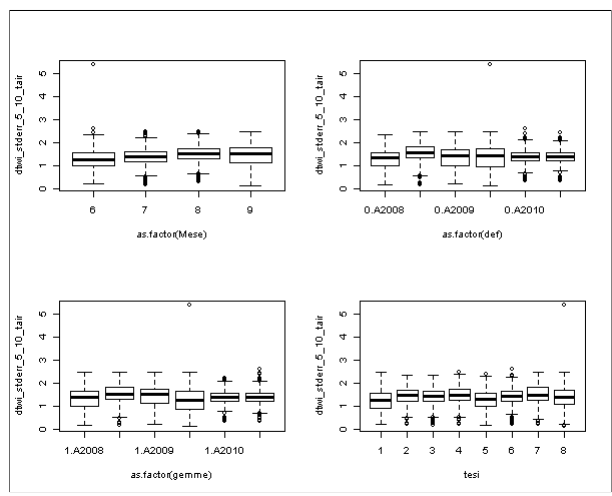 dtwi_stderr_5_10_tair
0 1 2 3 4 5
6 7 8 9
as.factor(Mese)
dtwi_stderr_5_10_tair
0 1 2 3 4 5
0.A2008 0.A2009 0.A2010
as.factor(def)
dtwi_stderr_5_10_tair
0 1 2 3 4 5
1.A2008 1.A2009 1.A2010
as.factor(gemme)
dtwi_stderr_5_10_tair
0 1 2 3 4 5
1 2 3 4 5 6 7 8
tesi